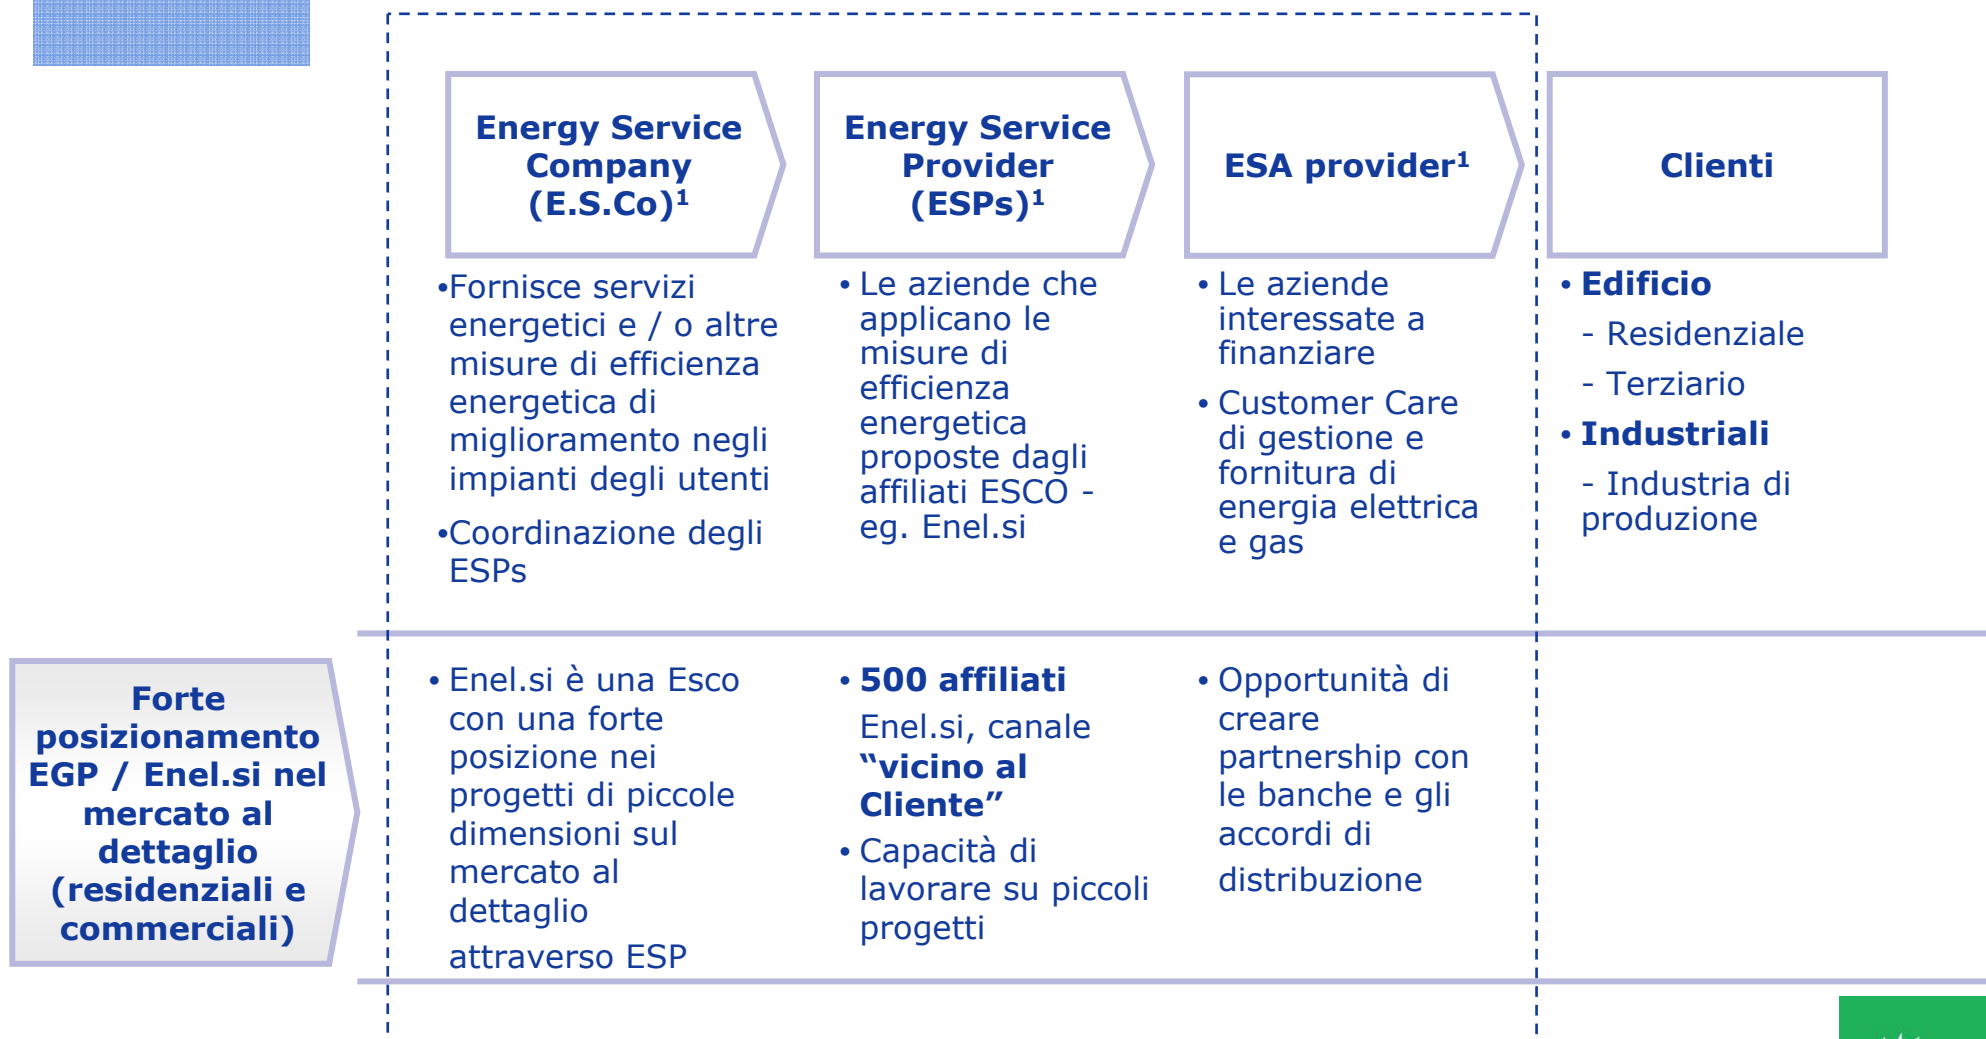 Energy Service
Company
(E.S.Co)¹
Energy Service
Provider
(ESPs)¹
ESA provider¹
Clienti
•Fornisce servizi
energetici e / o altre
misure di efficienza
energetica di
miglioramento negli
impianti degli utenti
•Coordinazione degli
ESPs
• Le aziende che
applicano le
misure di
efficienza
energetica
proposte dagli
affiliati ESCO -
eg. Enel.si
• Le aziende
interessate a
finanziare
• Customer Care
di gestione e
fornitura di
energia elettrica
e gas
• Edificio
- Residenziale
- Terziario
• Industriali
- Industria di
produzione
Forte
posizionamento
EGP / Enel.si nel
mercato al
dettaglio
(residenziali e
commerciali)
• Enel.si è una Esco
con una forte
posizione nei
progetti di piccole
dimensioni sul
mercato al
dettaglio
attraverso ESP
• 500 affiliati
Enel.si, canale
“vicino al
Cliente”
• Capacità di
lavorare su piccoli
progetti
• Opportunità di
creare
partnership con
le banche e gli
accordi di
distribuzione